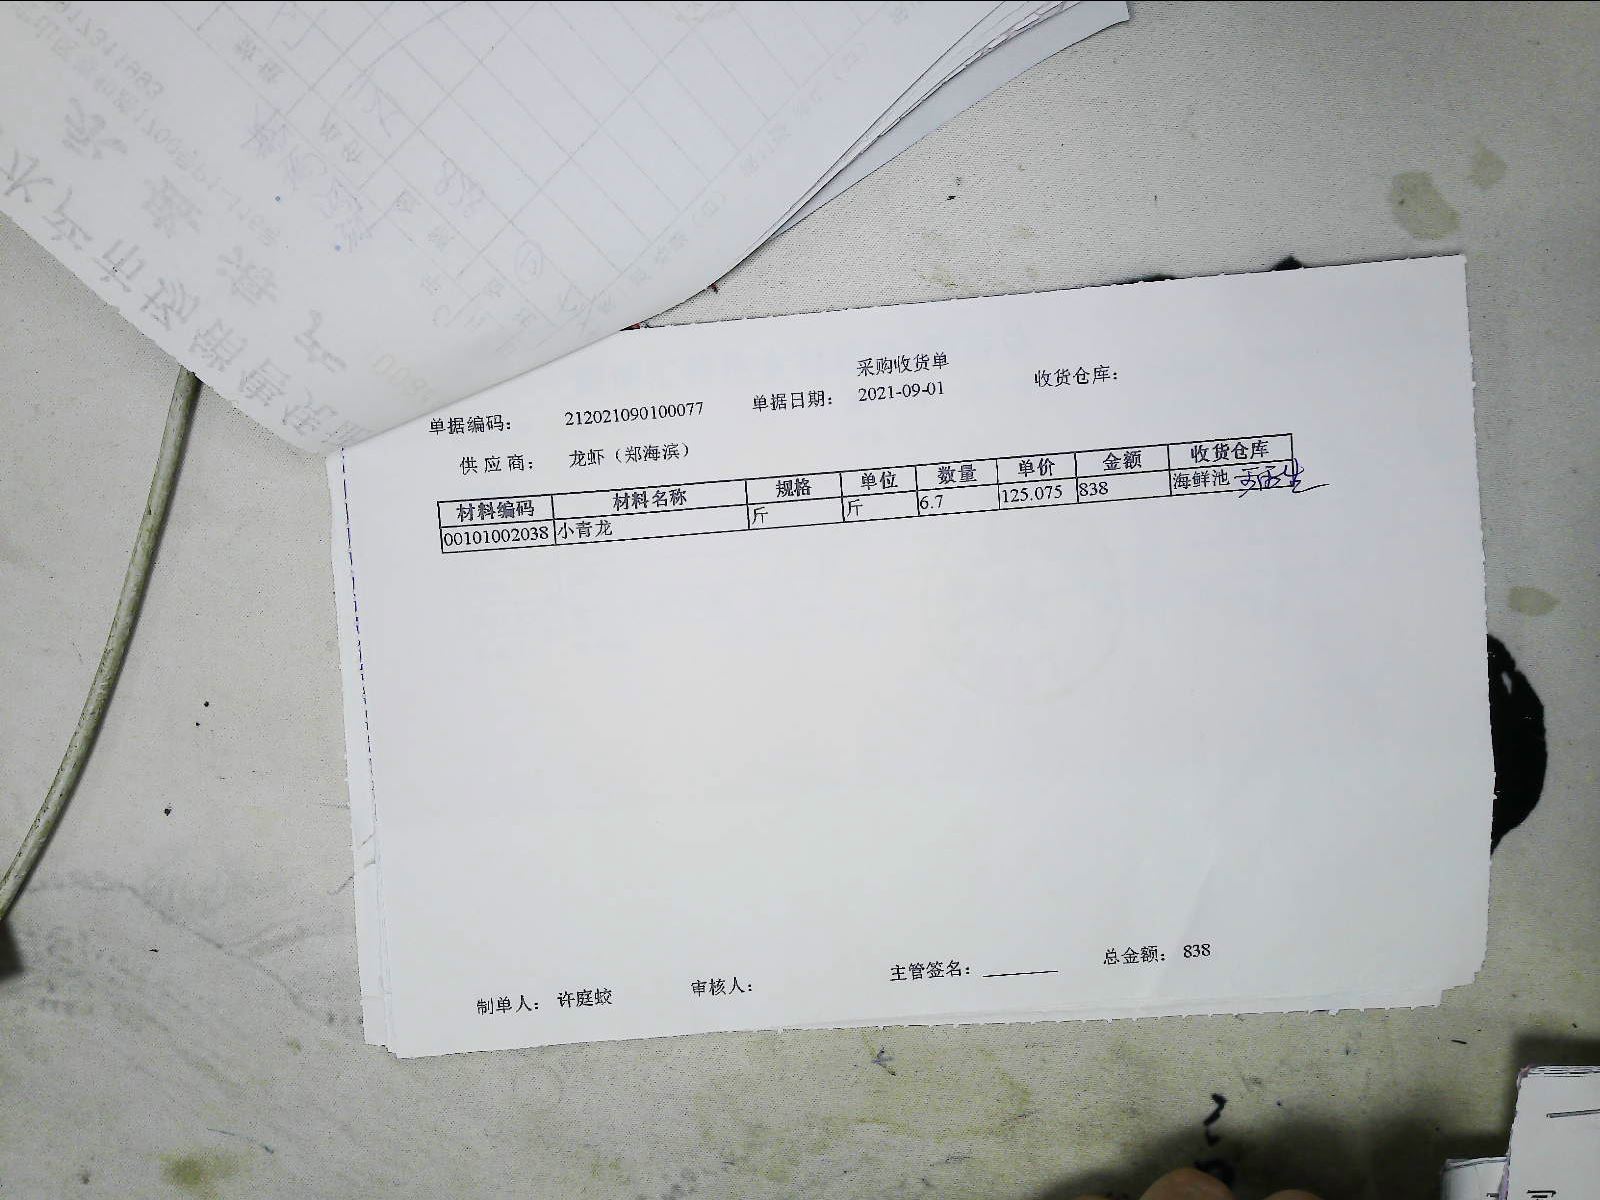 采购收货单
单据编码： 212021090100077 单据日期： 2021-09-01 收货仓库：
供应商： 龙虾（郑海滨）
材料编码 材料名称 规格 单位 数量 单价 金额 收货仓库
00101002038 小青龙 斤 斤 6.7 125.075 838 海鲜池
制单人： 许庭蛟 审核人： 主管签名： 总金额： 838